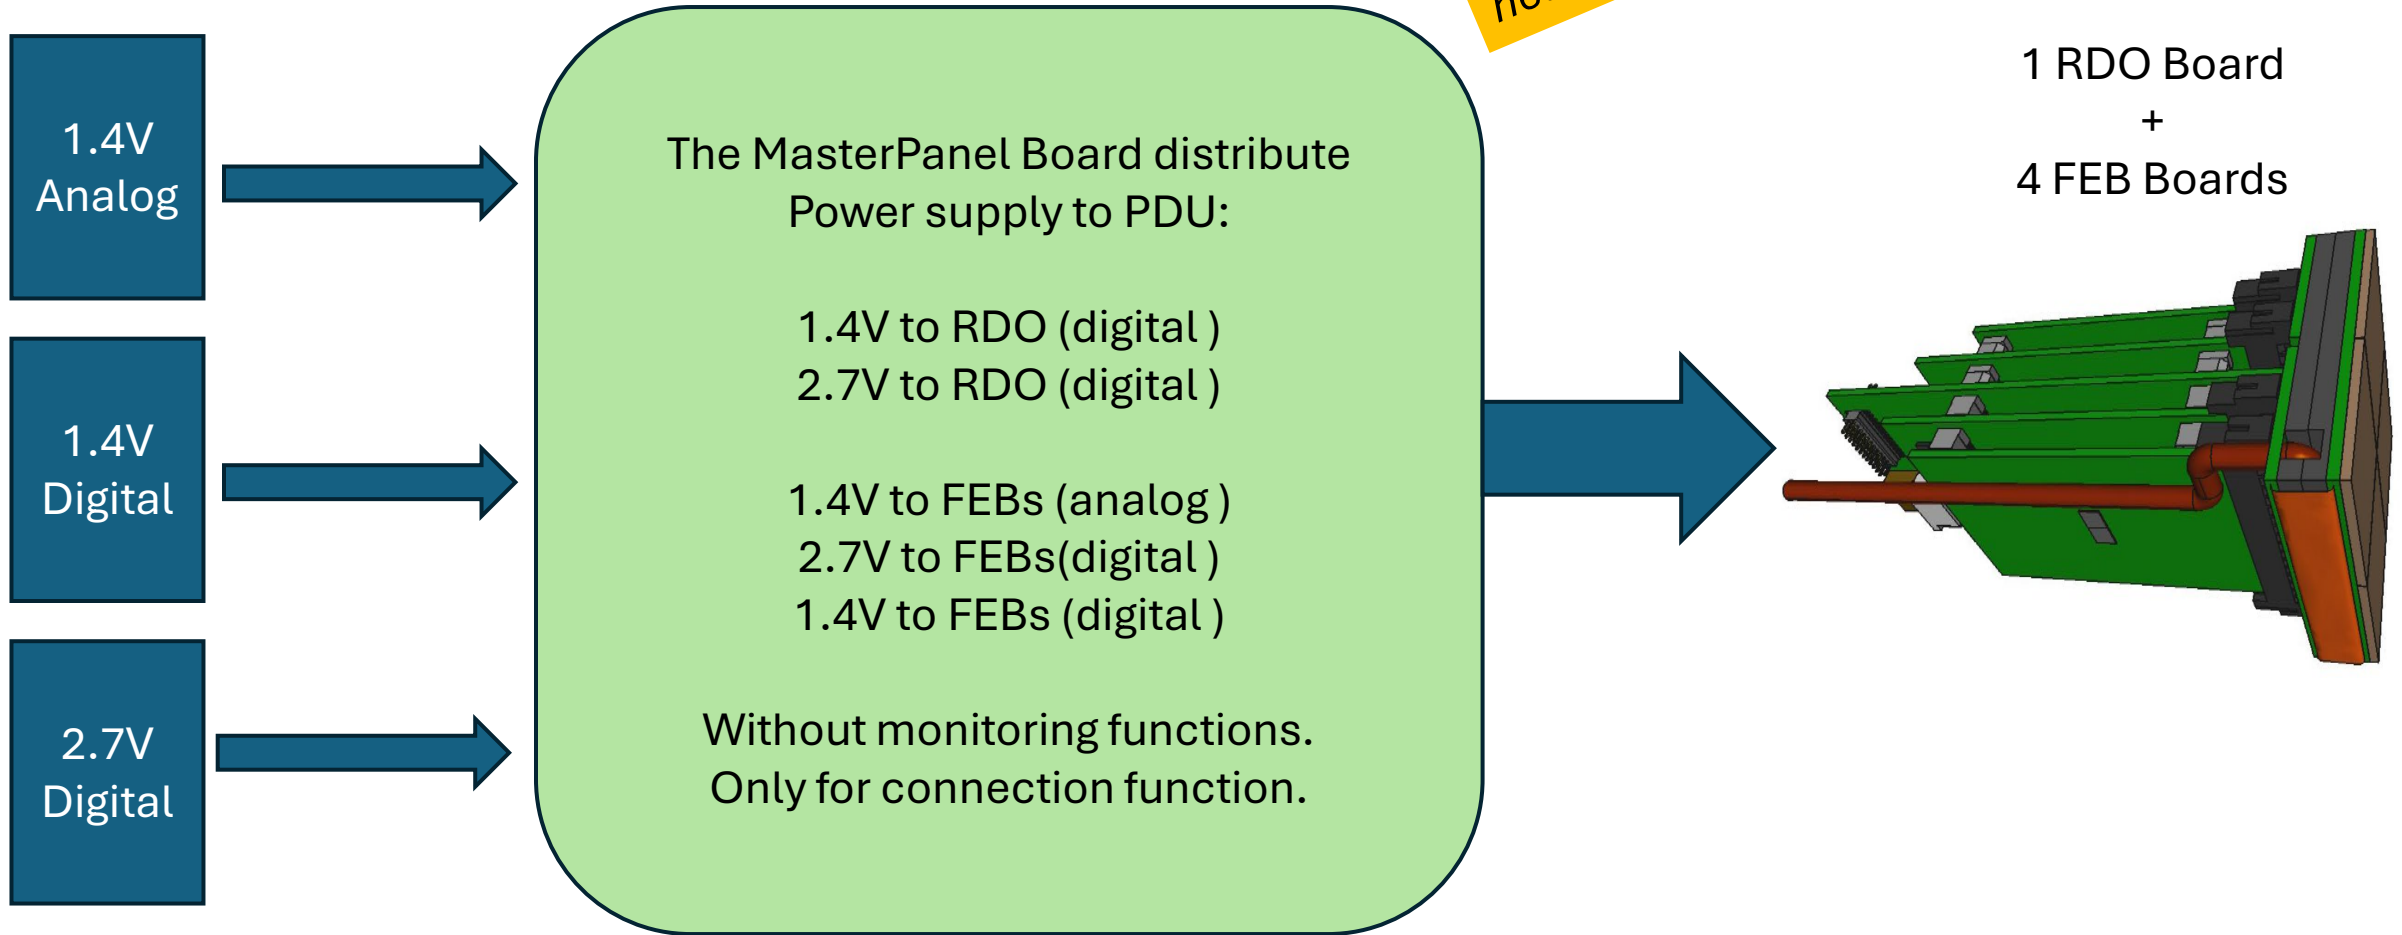 1.4V
Analog
1.4V
Digital
2.7V
Digital
The MasterPanel Board distribute
Power supply to PDU:
1.4V to RDO (digital )
2.7V to RDO (digital )
1.4V to FEBs (analog )
2.7V to FEBs(digital )
1.4V to FEBs (digital )
Without monitoring functions.
Only for connection function.
1 RDO Board
+
4 FEB Boards